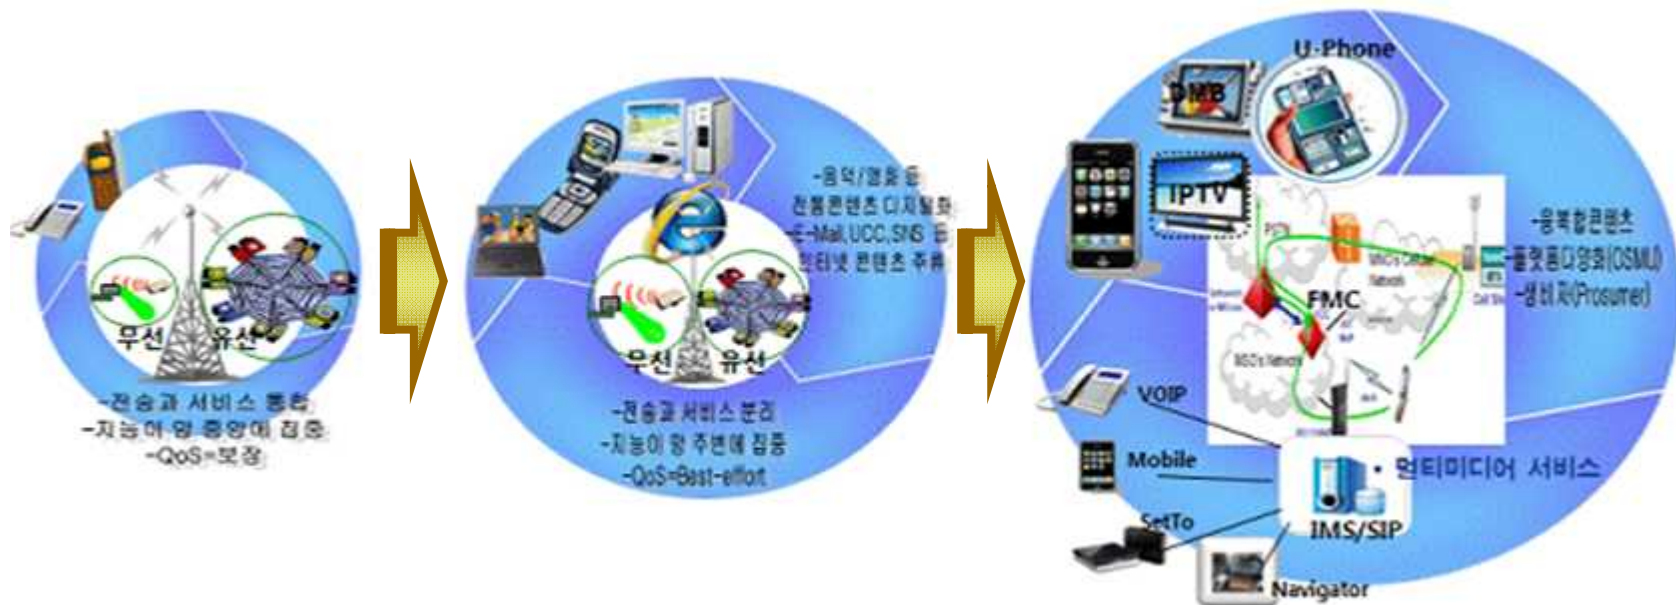 무선
유선
-전송과 서비스 통합
-지능이 망 중앙에 집중
-QoS=보장
-음악/영화 등
전통콘텐츠 디지털화
-E-Mail,UCC,SNS 등
인터넷 콘텐츠 주류
무선
유선
-전송과 서비스 분리
-지능이 망 주변에 집중
-QoS=Best-effort
U-Phone
DMB
IPTV
PSTN
Network
FMC
MSO's Network
-융복합콘텐츠
-플랫폼다양화(OSMU)
-생비자(Prosumer)
VOIP
Mobile
SetTo
Navigator
• 멀티미디어 서비스
IMS/SIP